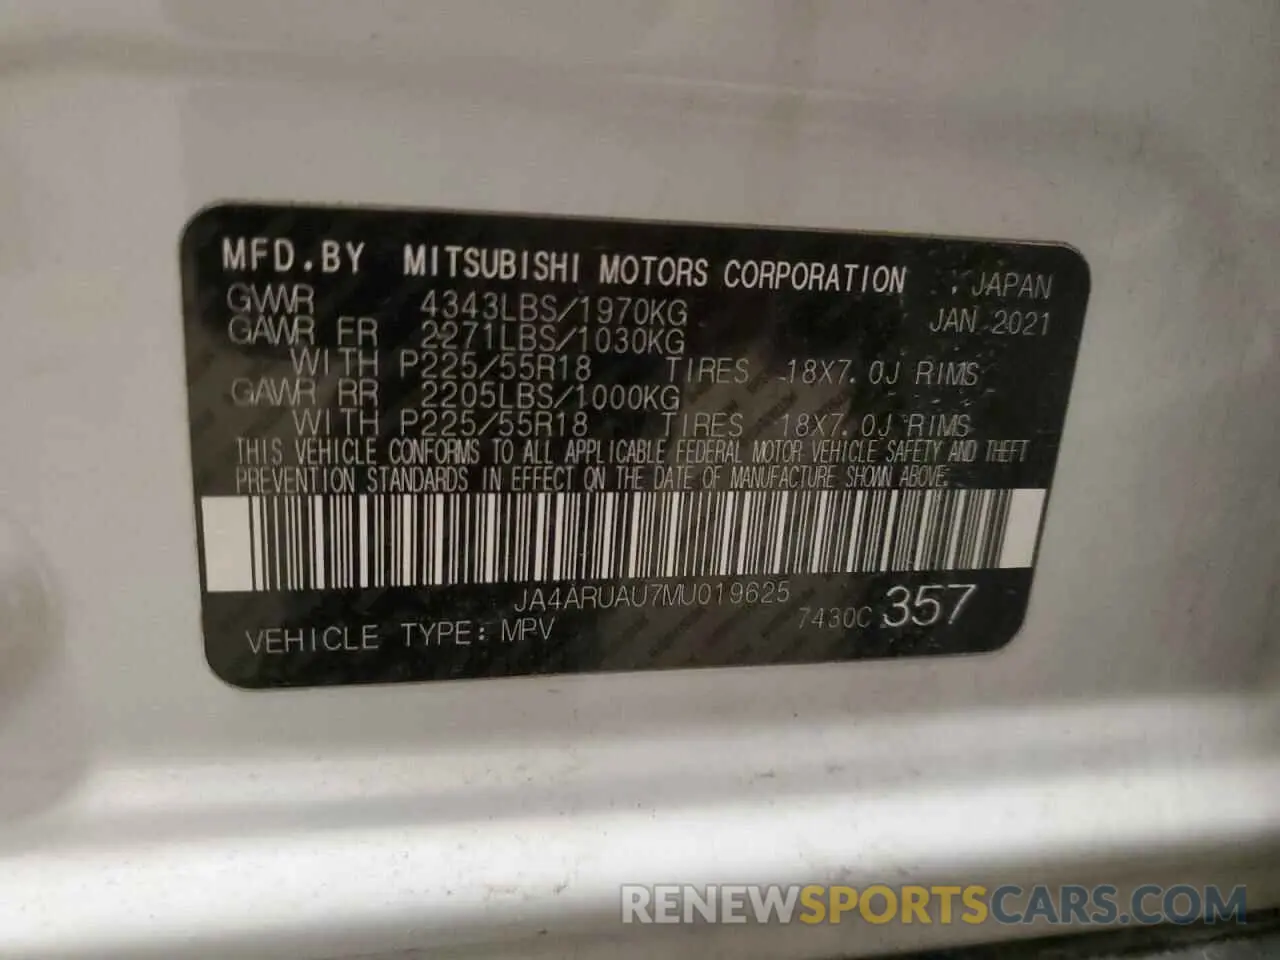 MFD.BY MITSUBISHI MOTORS CORPORATION JAPAN
GVWR 4343LBS/1970KG JAN 2021
GAWR FR 2271LBS/1030KG
WITH P225/55R18 TIRES 18X7.0J RIMS
GAWR RR 2205LBS/1000KG
WITH P225/55R18 TIRES 18X7.0J RIMS
THIS VEHICLE CONFORMS TO ALL APPLICABLE FEDERAL MOTOR VEHICLE SAFETY AND THEFT
PREVENTION STANDARDS IN EFFECT ON THE DATE OF MANUFACTURE SHOWN ABOVE.
JA4ARUAU7MU019625
VEHICLE TYPE: MPV 7430C 357
RENEWSPORTSCARS.COM